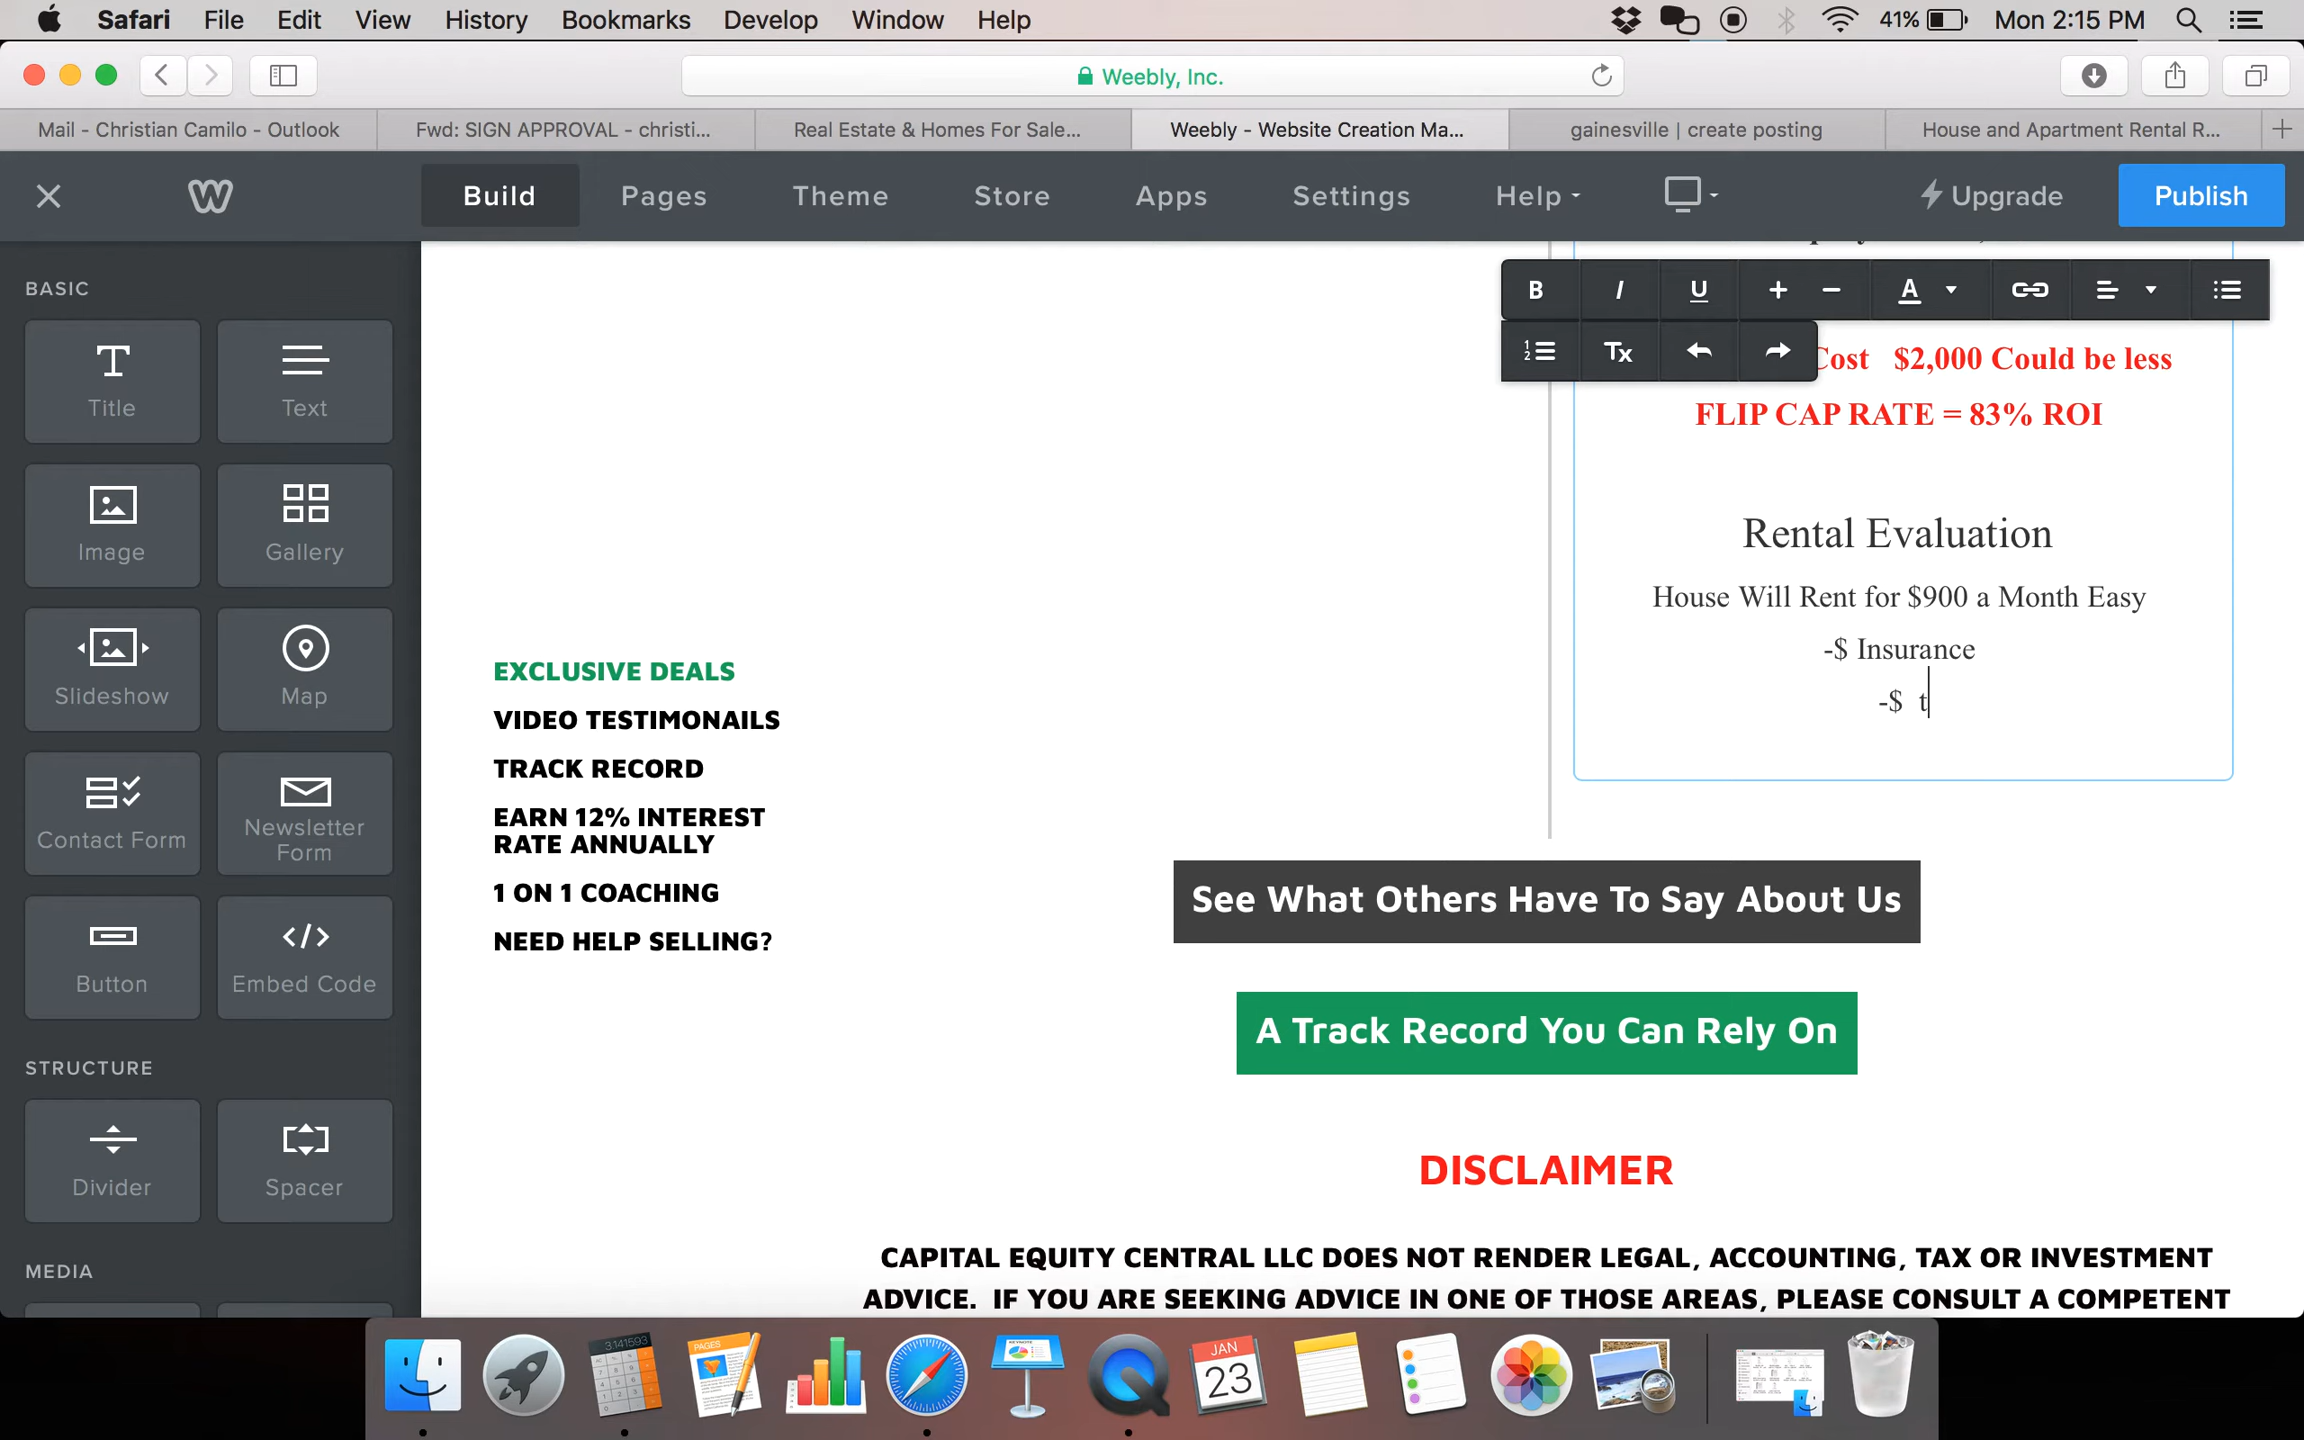 Safari File Edit View History Bookmarks Develop Window Help 41% Mon 2:15 PM
Weebly, Inc.
Mail - Christian Camilo - Outlook Fwd: SIGN APPROVAL - christi... Real Estate & Homes For Sale... Weebly - Website Creation Ma... gainesville | create posting House and Apartment Rental R...
Build Pages Theme Store Apps Settings Help Upgrade Publish
BASIC
Title Text
Image Gallery
Slideshow Map
Contact Form Newsletter Form
Button Embed Code
STRUCTURE
Divider Spacer
MEDIA
B I U + - A
Tx
Cost $2,000 Could be less
FLIP CAP RATE = 83% ROI
Rental Evaluation
House Will Rent for $900 a Month Easy
-$ Insurance
-$ t
EXCLUSIVE DEALS
VIDEO TESTIMONAILS
TRACK RECORD
EARN 12% INTEREST
RATE ANNUALLY
1 ON 1 COACHING
NEED HELP SELLING?
See What Others Have To Say About Us
A Track Record You Can Rely On
DISCLAIMER
CAPITAL EQUITY CENTRAL LLC DOES NOT RENDER LEGAL, ACCOUNTING, TAX OR INVESTMENT
ADVICE. IF YOU ARE SEEKING ADVICE IN ONE OF THOSE AREAS, PLEASE CONSULT A COMPETENT
3.141593
PAGES
JAN
23